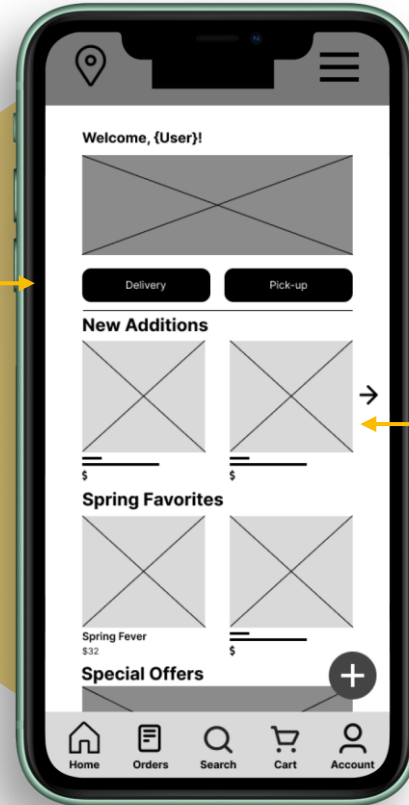 Welcome, {User}!
Delivery
Pick-up
New Additions
$
$
Spring Favorites
Spring Fever
$32
$
Special Offers
Home
Orders
Search
Cart
Account